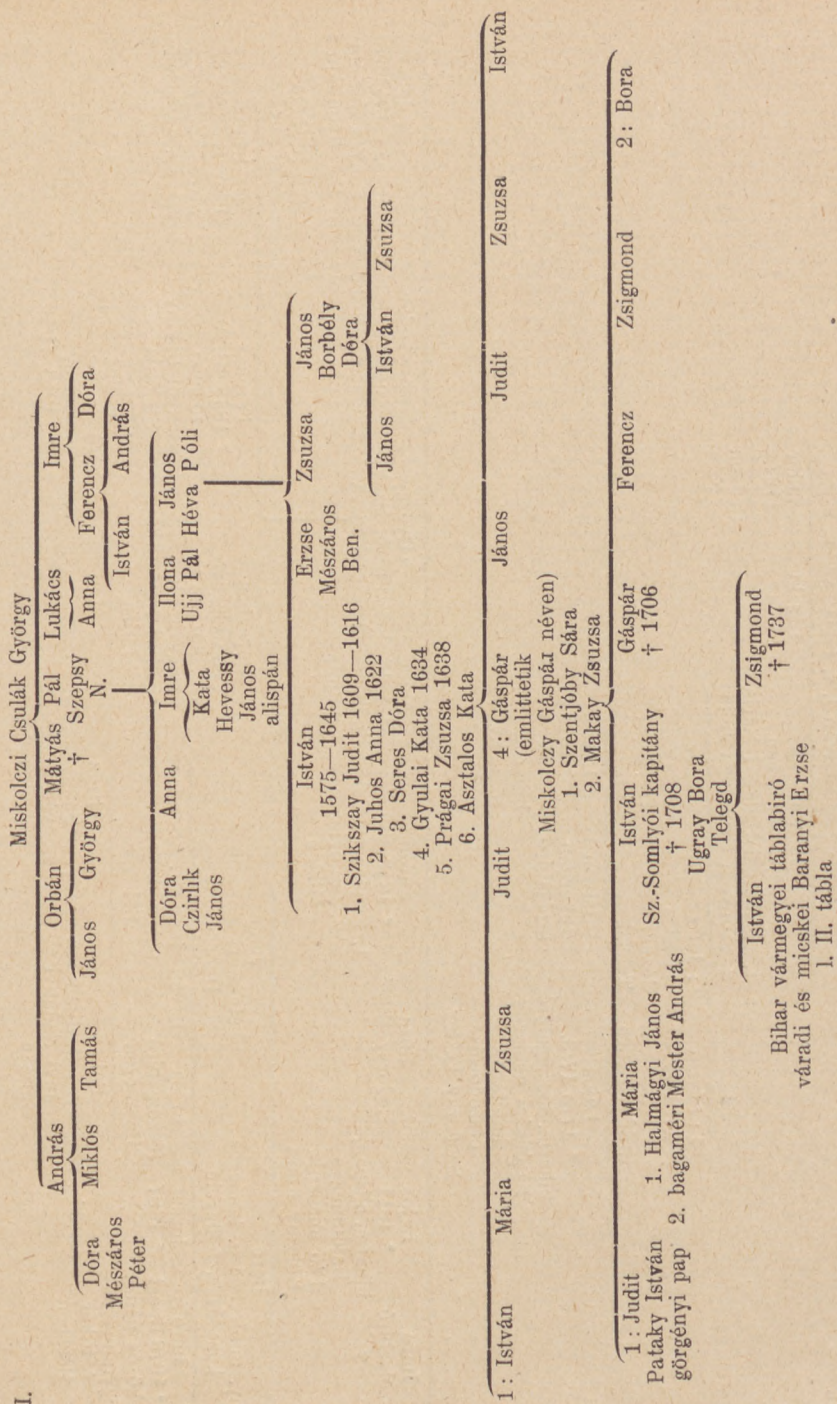 I.
Miskolczi Csulák György
András Orbán Mátyás Pál Lukács Imre
† Szepsy
N.
Dóra Miklós Tamás János György Anna Ferencz Dóra
Mészáros
Péter
István András
Dóra Anna Imre Ilona János
Czirlik Kata Ujj Pál Héva Póli
János Hevessy
János
alispán
István Erzse Zsuzsa János
1575—1645 Mészáros Borbély
1. Szikszay Judit 1609—1616 Ben. Dóra
2. Juhos Anna 1622
3. Seres Dóra
4. Gyulai Kata 1634
5. Prágai Zsuzsa 1638
6. Asztalos Kata
János István Zsuzsa
1: István Mária Zsuzsa Judit 4: Gáspár János Judit Zsuzsa István
(emlittetik
Miskolczy Gáspár néven)
1. Szentjóby Sára
2. Makay Zsuzsa
1: Judit Mária István Gáspár Ferencz Zsigmond 2: Bora
Pataky István 1. Halmágyi János Sz.-Somlyói kapitány † 1706
görgényi pap 2. bagaméri Mester András † 1708
Ugray Bora
Telegd
István Zsigmond
Bihar vármegyei táblabiró † 1737
váradi és micskei Baranyi Erzse
l. II. tábla